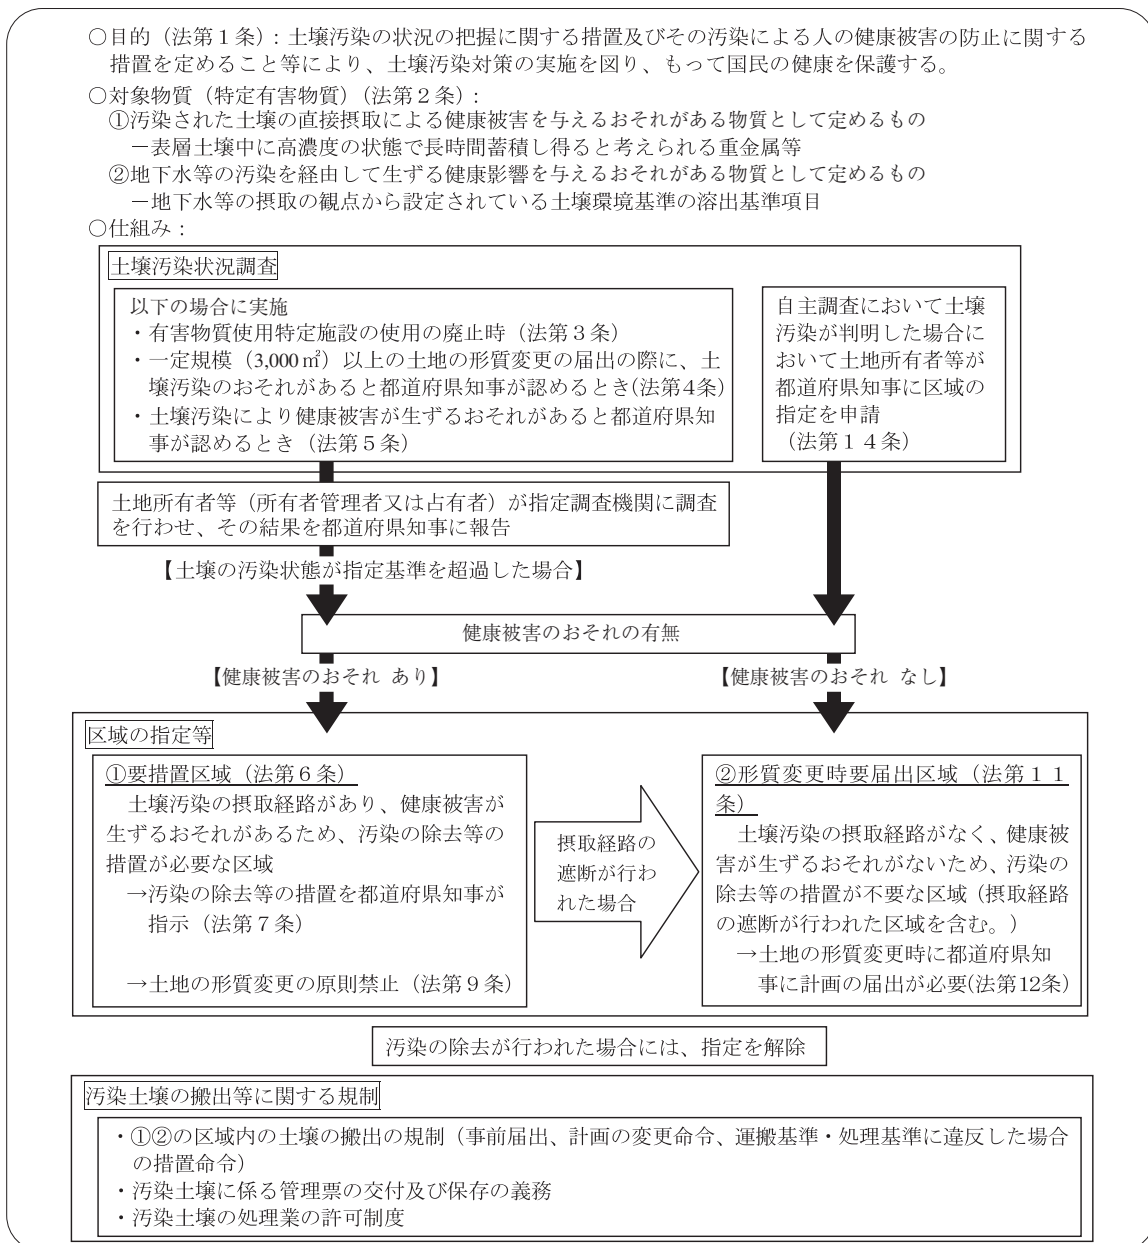 ○目的（法第１条）：土壌汚染の状況の把握に関する措置及びその汚染による人の健康被害の防止に関する
措置を定めること等により、土壌汚染対策の実施を図り、もって国民の健康を保護する。
○対象物質（特定有害物質）（法第２条）：
①汚染された土壌の直接摂取による健康被害を与えるおそれがある物質として定めるもの
－表層土壌中に高濃度の状態で長時間蓄積し得ると考えられる重金属等
②地下水等の汚染を経由して生ずる健康影響を与えるおそれがある物質として定めるもの
－地下水等の摂取の観点から設定されている土壌環境基準の溶出基準項目
○仕組み：
土壌汚染状況調査
以下の場合に実施
・有害物質使用特定施設の使用の廃止時（法第３条）
・一定規模（3,000㎡）以上の土地の形質変更の届出の際に、土
壌汚染のおそれがあると都道府県知事が認めるとき(法第4条)
・土壌汚染により健康被害が生ずるおそれがあると都道府県知
事が認めるとき（法第５条）
自主調査において土壌
汚染が判明した場合に
おいて土地所有者等が
都道府県知事に区域の
指定を申請
（法第１４条）
土地所有者等（所有者管理者又は占有者）が指定調査機関に調査
を行わせ、その結果を都道府県知事に報告
【土壌の汚染状態が指定基準を超過した場合】
健康被害のおそれの有無
【健康被害のおそれ あり】
【健康被害のおそれ なし】
区域の指定等
①要措置区域（法第６条）
土壌汚染の摂取経路があり、健康被害が
生ずるおそれがあるため、汚染の除去等の
措置が必要な区域
→汚染の除去等の措置を都道府県知事が
指示（法第７条）
→土地の形質変更の原則禁止（法第９条）
摂取経路の
遮断が行わ
れた場合
②形質変更時要届出区域（法第１１
条）
土壌汚染の摂取経路がなく、健康被
害が生ずるおそれがないため、汚染の
除去等の措置が不要な区域（摂取経路
の遮断が行われた区域を含む。）
→土地の形質変更時に都道府県知
事に計画の届出が必要(法第12条)
汚染の除去が行われた場合には、指定を解除
汚染土壌の搬出等に関する規制
・①②の区域内の土壌の搬出の規制（事前届出、計画の変更命令、運搬基準・処理基準に違反した場合
の措置命令）
・汚染土壌に係る管理票の交付及び保存の義務
・汚染土壌の処理業の許可制度